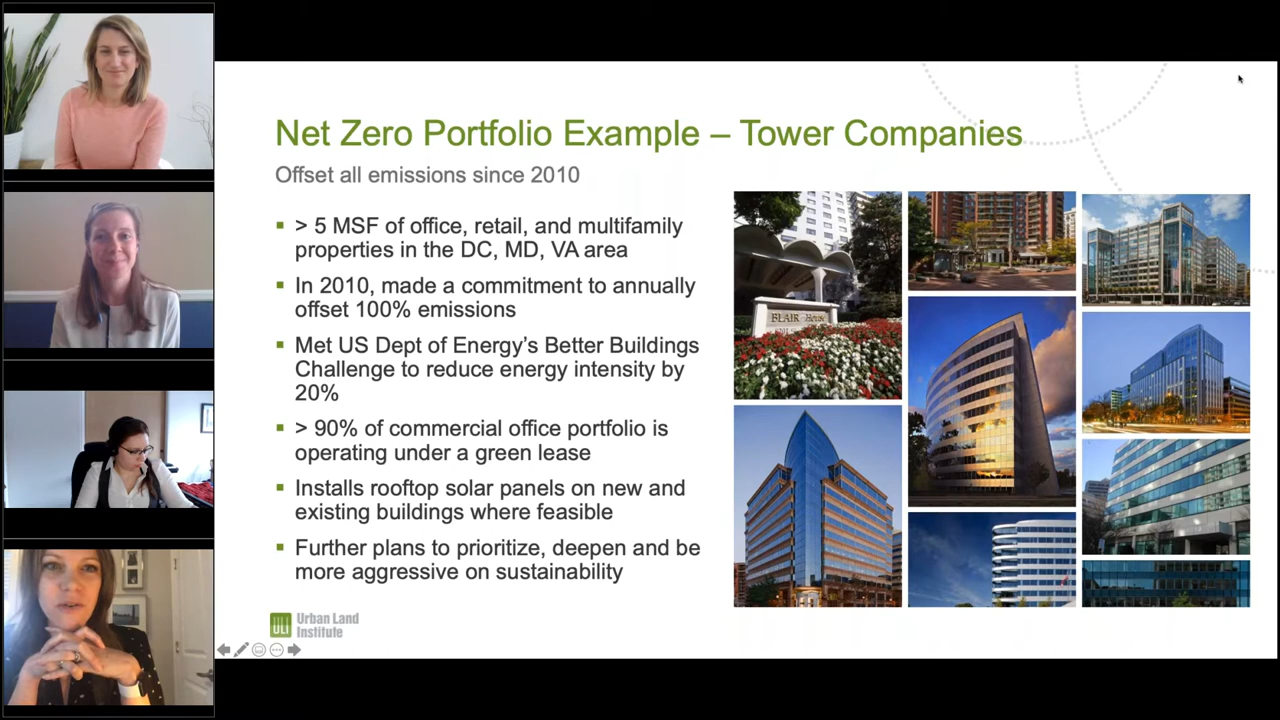 Net Zero Portfolio Example – Tower Companies
Offset all emissions since 2010
> 5 MSF of office, retail, and multifamily
properties in the DC, MD, VA area
In 2010, made a commitment to annually
offset 100% emissions
Met US Dept of Energy’s Better Buildings
Challenge to reduce energy intensity by
20%
> 90% of commercial office portfolio is
operating under a green lease
Installs rooftop solar panels on new and
existing buildings where feasible
Further plans to prioritize, deepen and be
more aggressive on sustainability
BLAIR House
ULI Urban Land
Institute